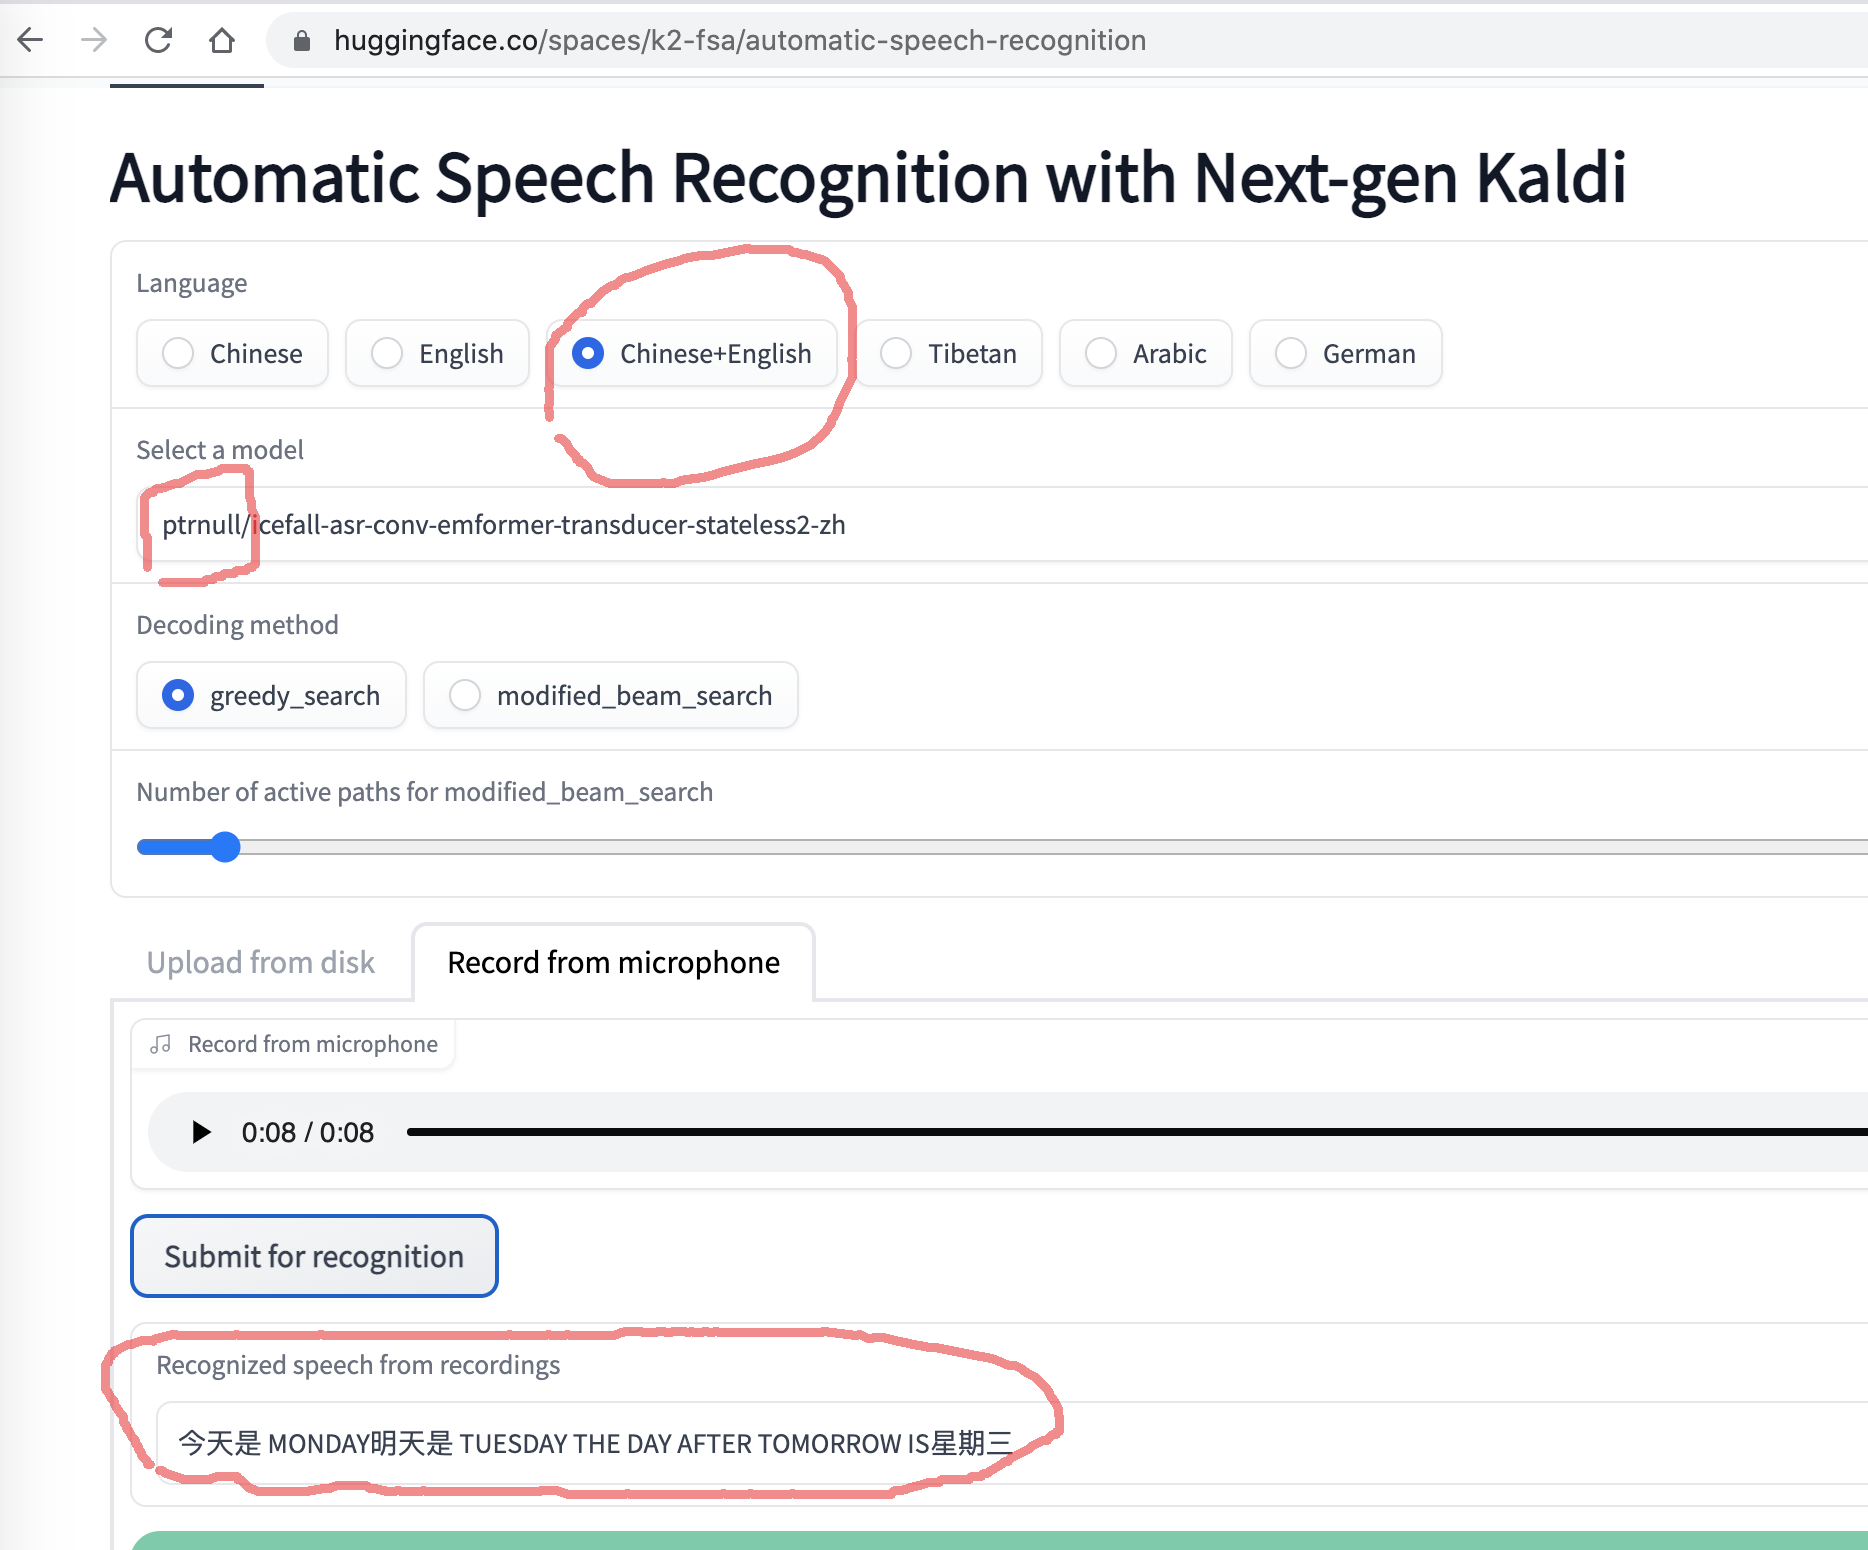 huggingface.co/spaces/k2-fsa/automatic-speech-recognition
Automatic Speech Recognition with Next-gen Kaldi
Language
Chinese English Chinese+English Tibetan Arabic German
Select a model
ptrnull/icefall-asr-conv-emformer-transducer-stateless2-zh
Decoding method
greedy_search modified_beam_search
Number of active paths for modified_beam_search
Upload from disk Record from microphone
Record from microphone
0:08 / 0:08
Submit for recognition
Recognized speech from recordings
今天是 MONDAY明天是 TUESDAY THE DAY AFTER TOMORROW IS星期三